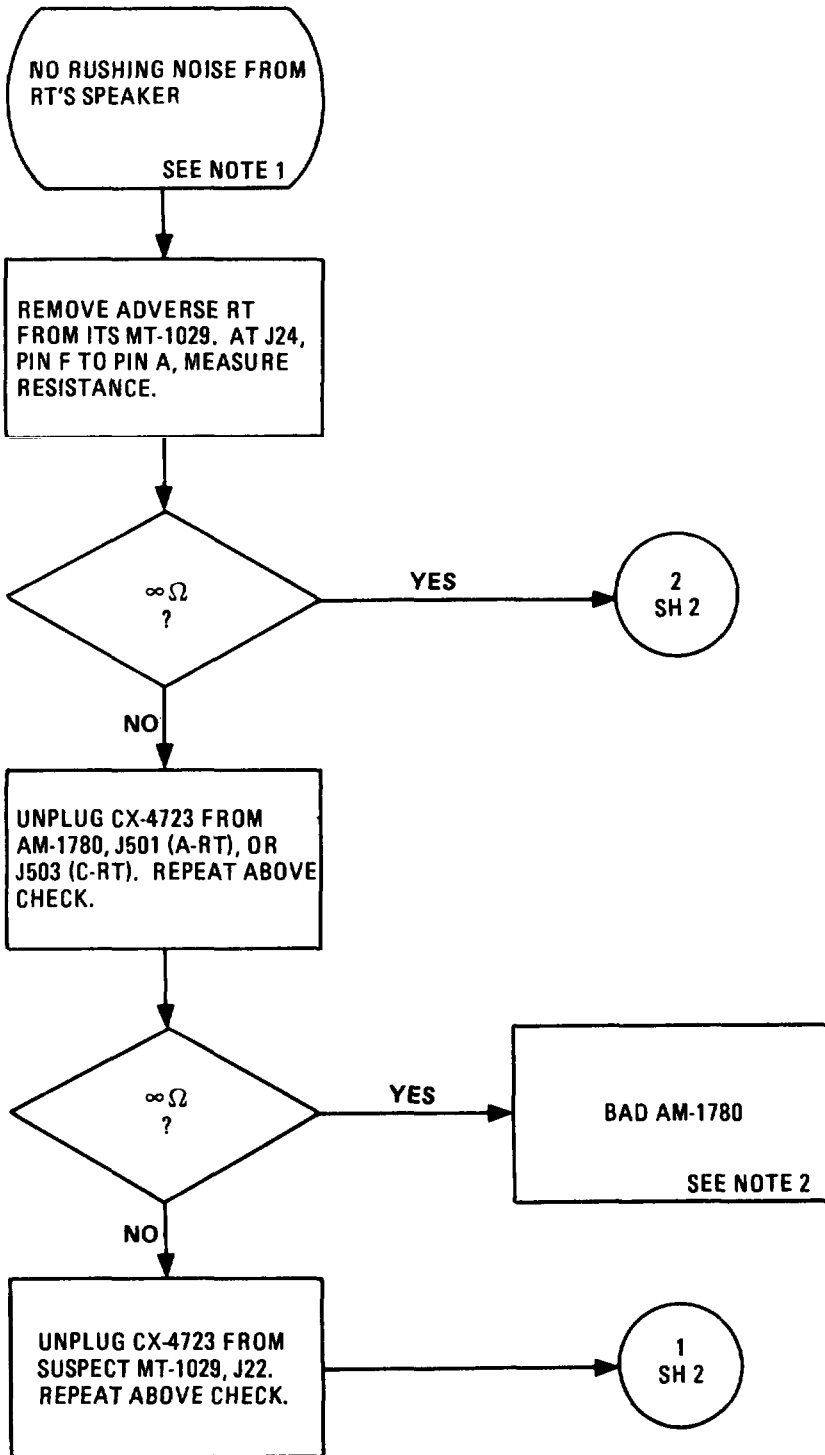 NO RUSHING NOISE FROM
RT'S SPEAKER
SEE NOTE 1
REMOVE ADVERSE RT
FROM ITS MT-1029. AT J24,
PIN F TO PIN A, MEASURE
RESISTANCE.
∞ Ω
?
YES
2
SH 2
NO
UNPLUG CX-4723 FROM
AM-1780, J501 (A-RT), OR
J503 (C-RT). REPEAT ABOVE
CHECK.
∞ Ω
?
YES
BAD AM-1780
SEE NOTE 2
NO
UNPLUG CX-4723 FROM
SUSPECT MT-1029, J22.
REPEAT ABOVE CHECK.
1
SH 2